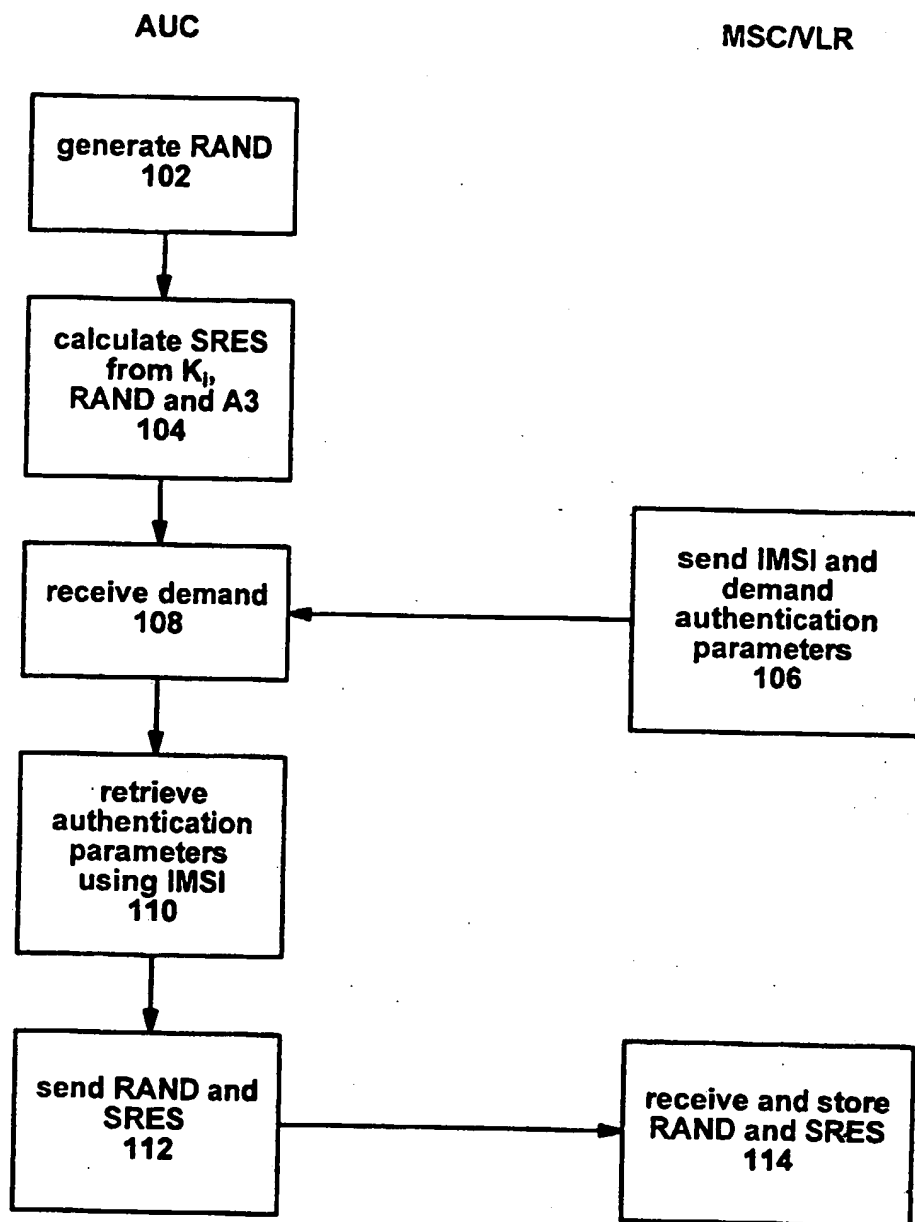 AUC
MSC/VLR
generate RAND
102
calculate SRES
from Ki,
RAND and A3
104
receive demand
108
send IMSI and
demand
authentication
parameters
106
retrieve
authentication
parameters
using IMSI
110
send RAND and
SRES
112
receive and store
RAND and SRES
114